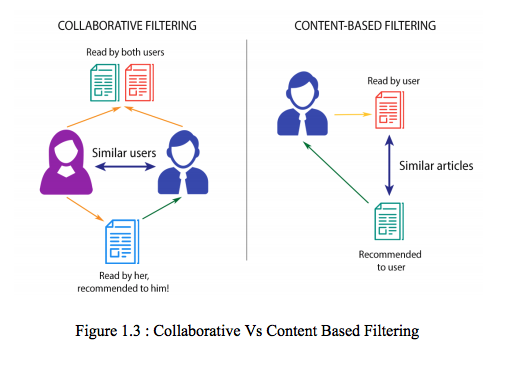 COLLABORATIVE FILTERING
Read by both users
Similar users
Read by her,
recommended to him!
CONTENT-BASED FILTERING
Read by user
Similar articles
Recommended
to user
Figure 1.3 : Collaborative Vs Content Based Filtering